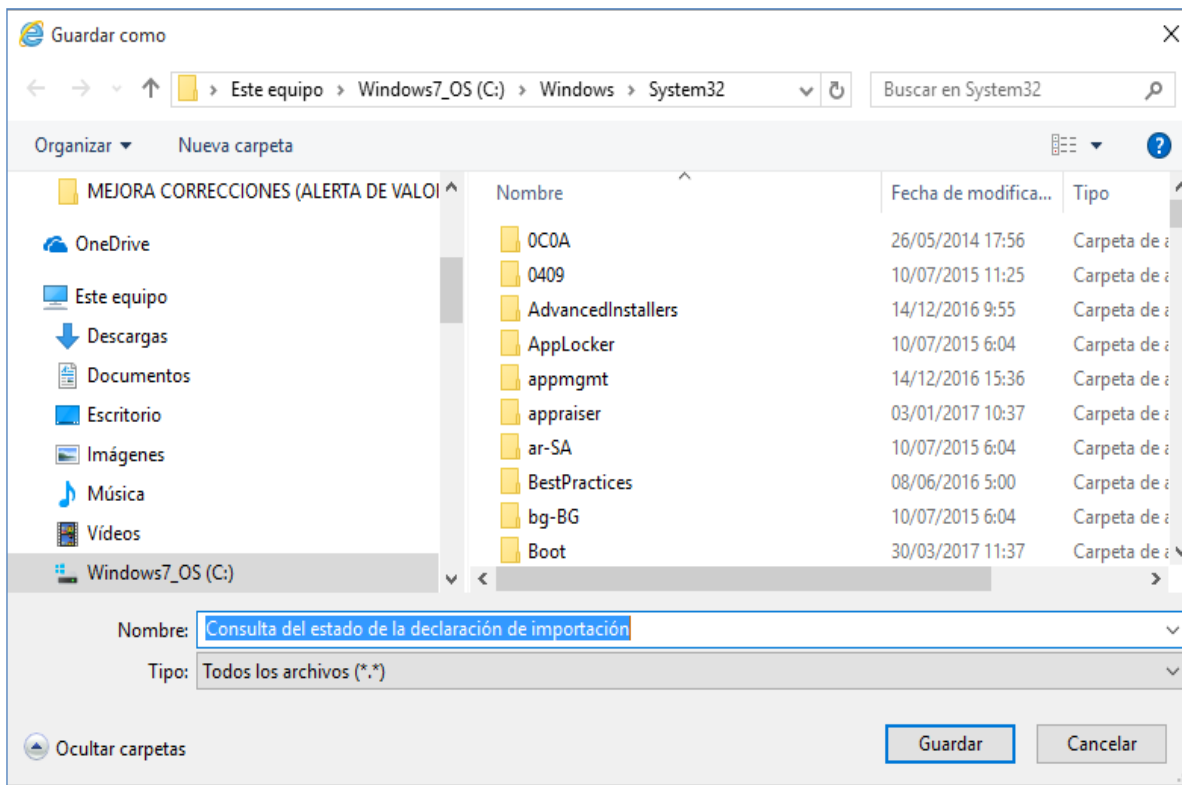 Guardar como
Este equipo > Windows7_OS (C:) > Windows > System32
Buscar en System32
Organizar
Nueva carpeta
MEJORA CORRECCIONES (ALERTA DE VALOI
OneDrive
Este equipo
Descargas
Documentos
Escritorio
Imágenes
Música
Vídeos
Windows7_OS (C:)
Nombre Fecha de modifica... Tipo
0C0A 26/05/2014 17:56 Carpeta de a
0409 10/07/2015 11:25 Carpeta de a
AdvancedInstallers 14/12/2016 9:55 Carpeta de a
AppLocker 10/07/2015 6:04 Carpeta de a
appmgmt 14/12/2016 15:36 Carpeta de a
appraiser 03/01/2017 10:37 Carpeta de a
ar-SA 10/07/2015 6:04 Carpeta de a
BestPractices 08/06/2016 5:00 Carpeta de a
bg-BG 10/07/2015 6:04 Carpeta de a
Boot 30/03/2017 11:37 Carpeta de a
Nombre: Consulta del estado de la declaración de importación
Tipo: Todos los archivos (*.*)
Ocultar carpetas
Guardar
Cancelar